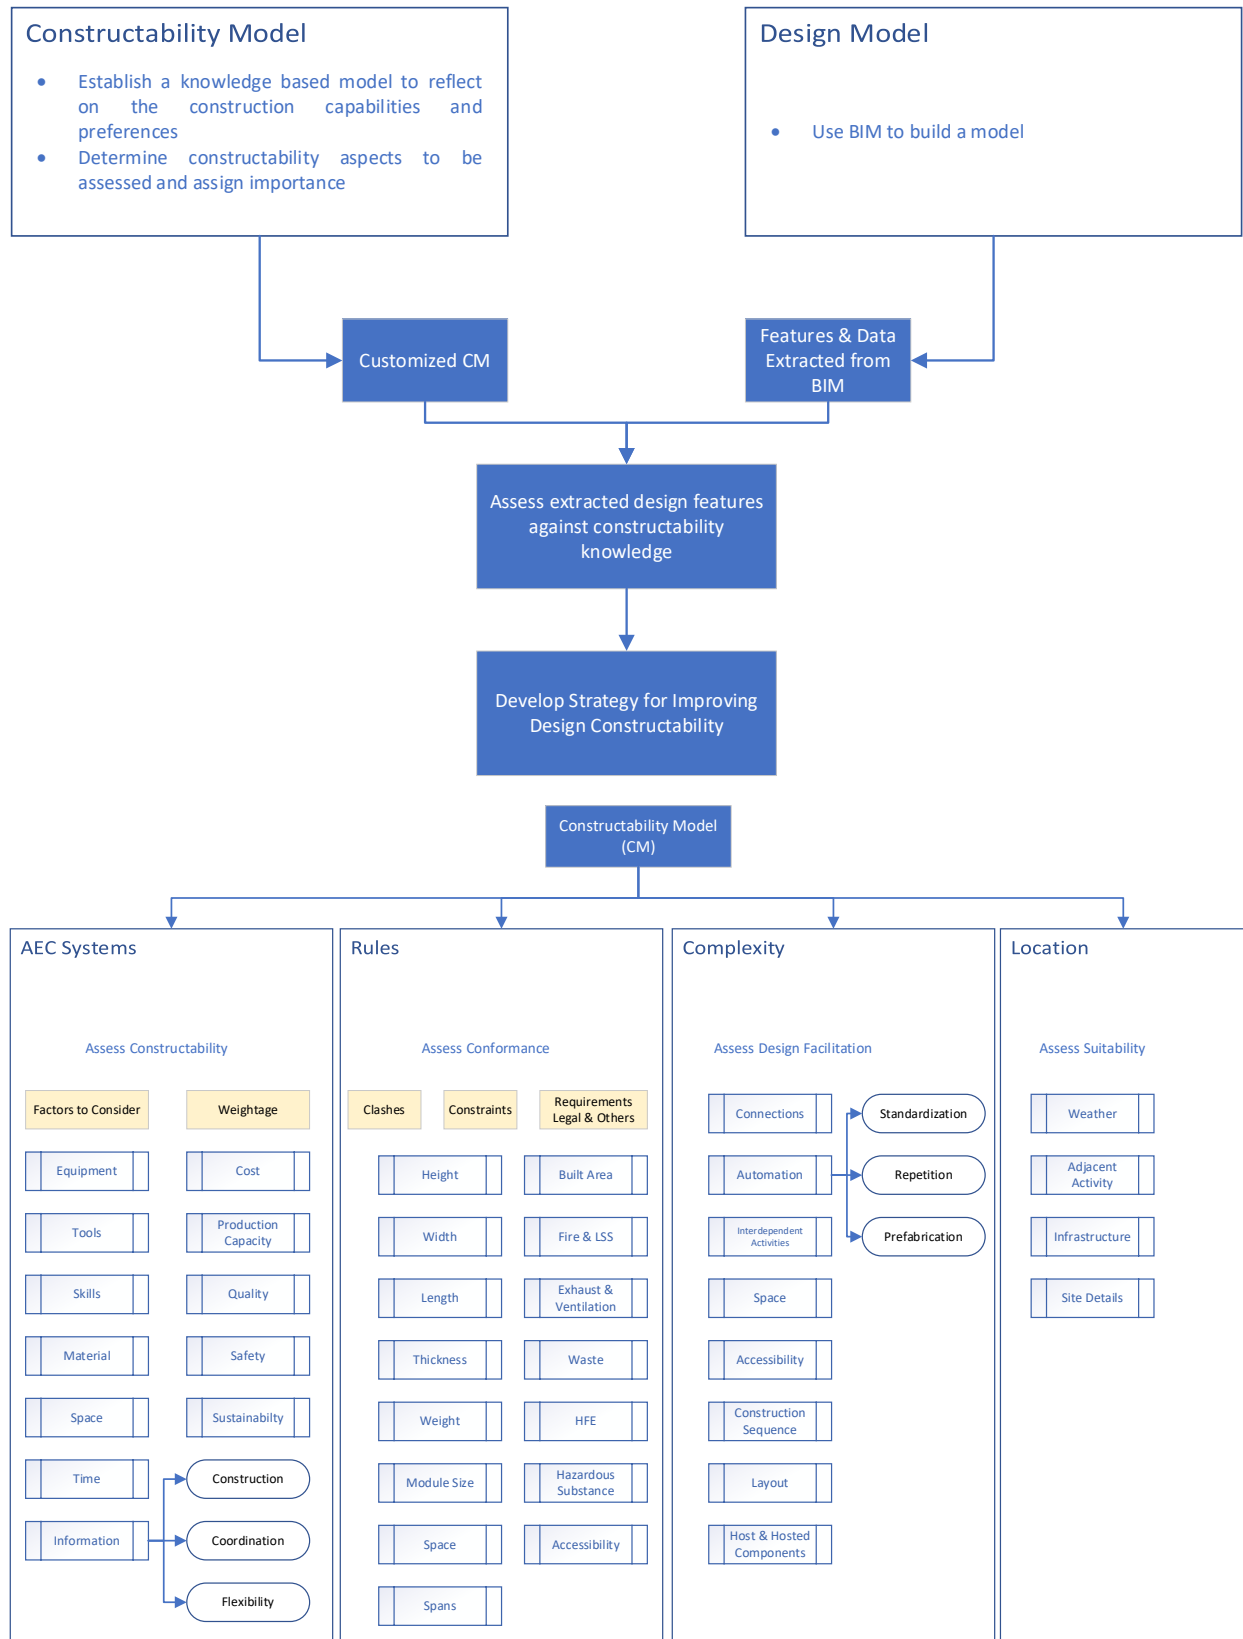 Constructability Model
• Establish a knowledge based model to reflect
on the construction capabilities and
preferences
• Determine constructability aspects to be
assessed and assign importance
Design Model
• Use BIM to build a model
Customized CM
Features & Data
Extracted from
BIM
Assess extracted design features
against constructability
knowledge
Develop Strategy for Improving
Design Constructability
Constructability Model
(CM)
AEC Systems
Assess Constructability
Factors to Consider
Weightage
Equipment
Cost
Tools
Production
Capacity
Skills
Quality
Material
Safety
Space
Sustainabilty
Time
Construction
Information
Coordination
Flexibility
Rules
Assess Conformance
Clashes
Constraints
Requirements
Legal & Others
Height
Built Area
Width
Fire & LSS
Length
Exhaust &
Ventilation
Thickness
Waste
Weight
HFE
Module Size
Hazardous
Substance
Space
Accessibility
Spans
Complexity
Assess Design Facilitation
Connections
Standardization
Automation
Repetition
Interdependent
Activities
Prefabrication
Space
Accessibility
Construction
Sequence
Layout
Host & Hosted
Components
Location
Assess Suitability
Weather
Adjacent
Activity
Infrastructure
Site Details